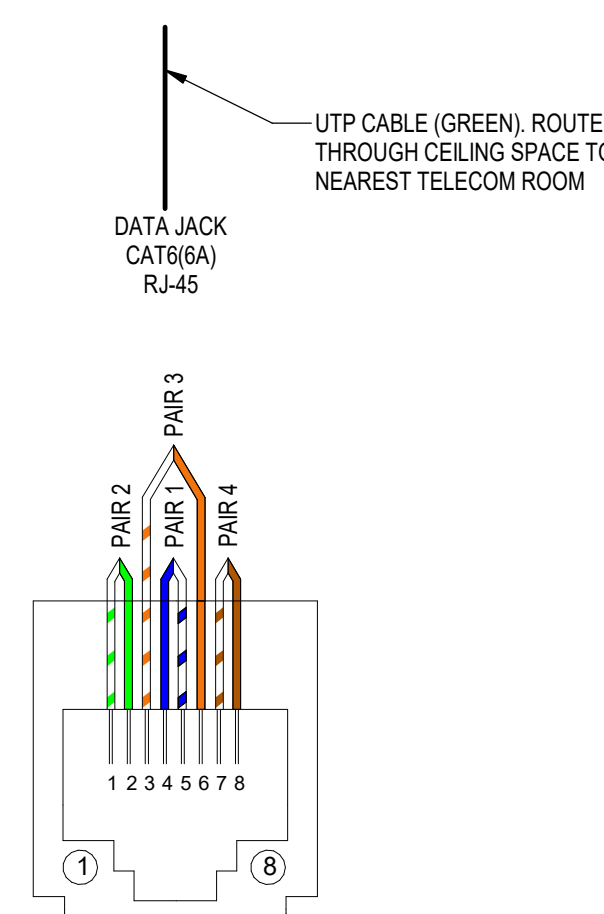 UTP CABLE (GREEN). ROUTE
THROUGH CEILING SPACE TO
NEAREST TELECOM ROOM
DATA JACK
CAT6(6A)
RJ-45
PAIR 3
PAIR 2
PAIR 1
PAIR 4
1 2 3 4 5 6 7 8
1
8